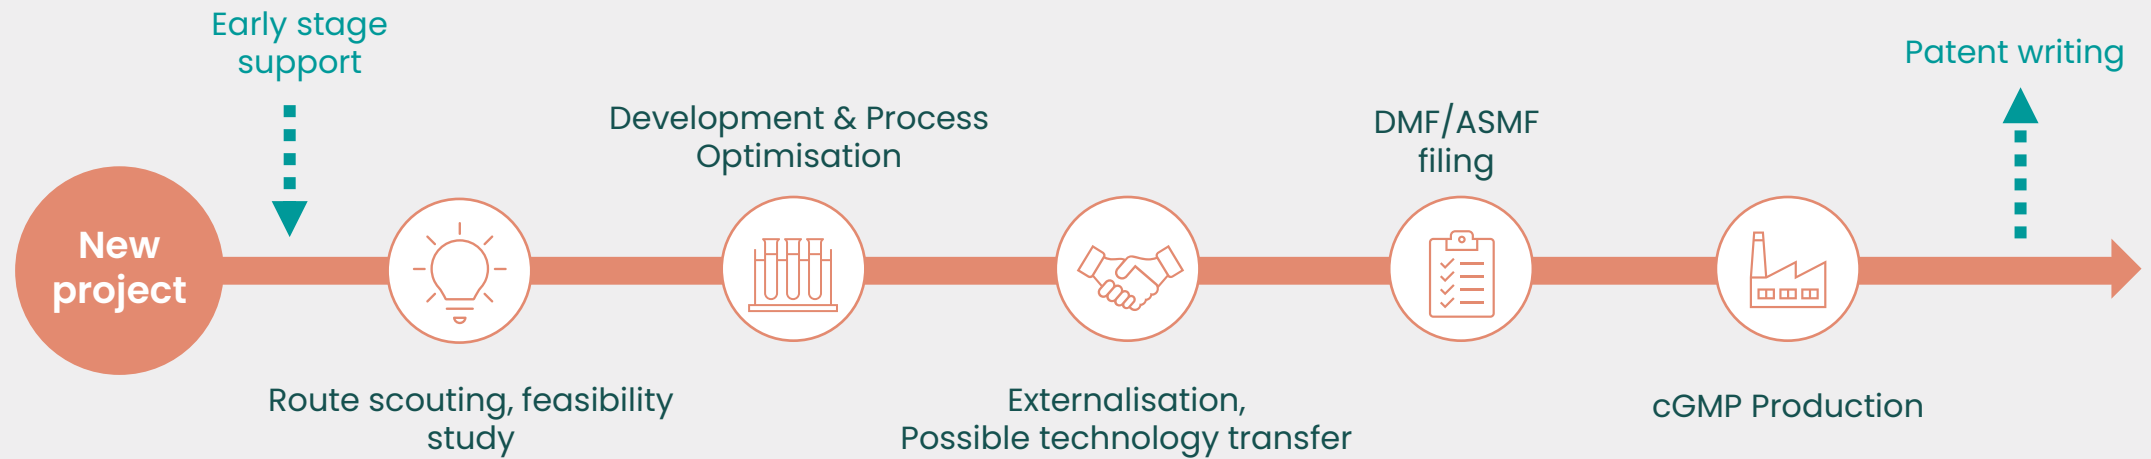 Early stage
support
Patent writing
Development & Process
Optimisation
DMF/ASMF
filing
New
project
Route scouting, feasibility
study
Externalisation,
Possible technology transfer
cGMP Production